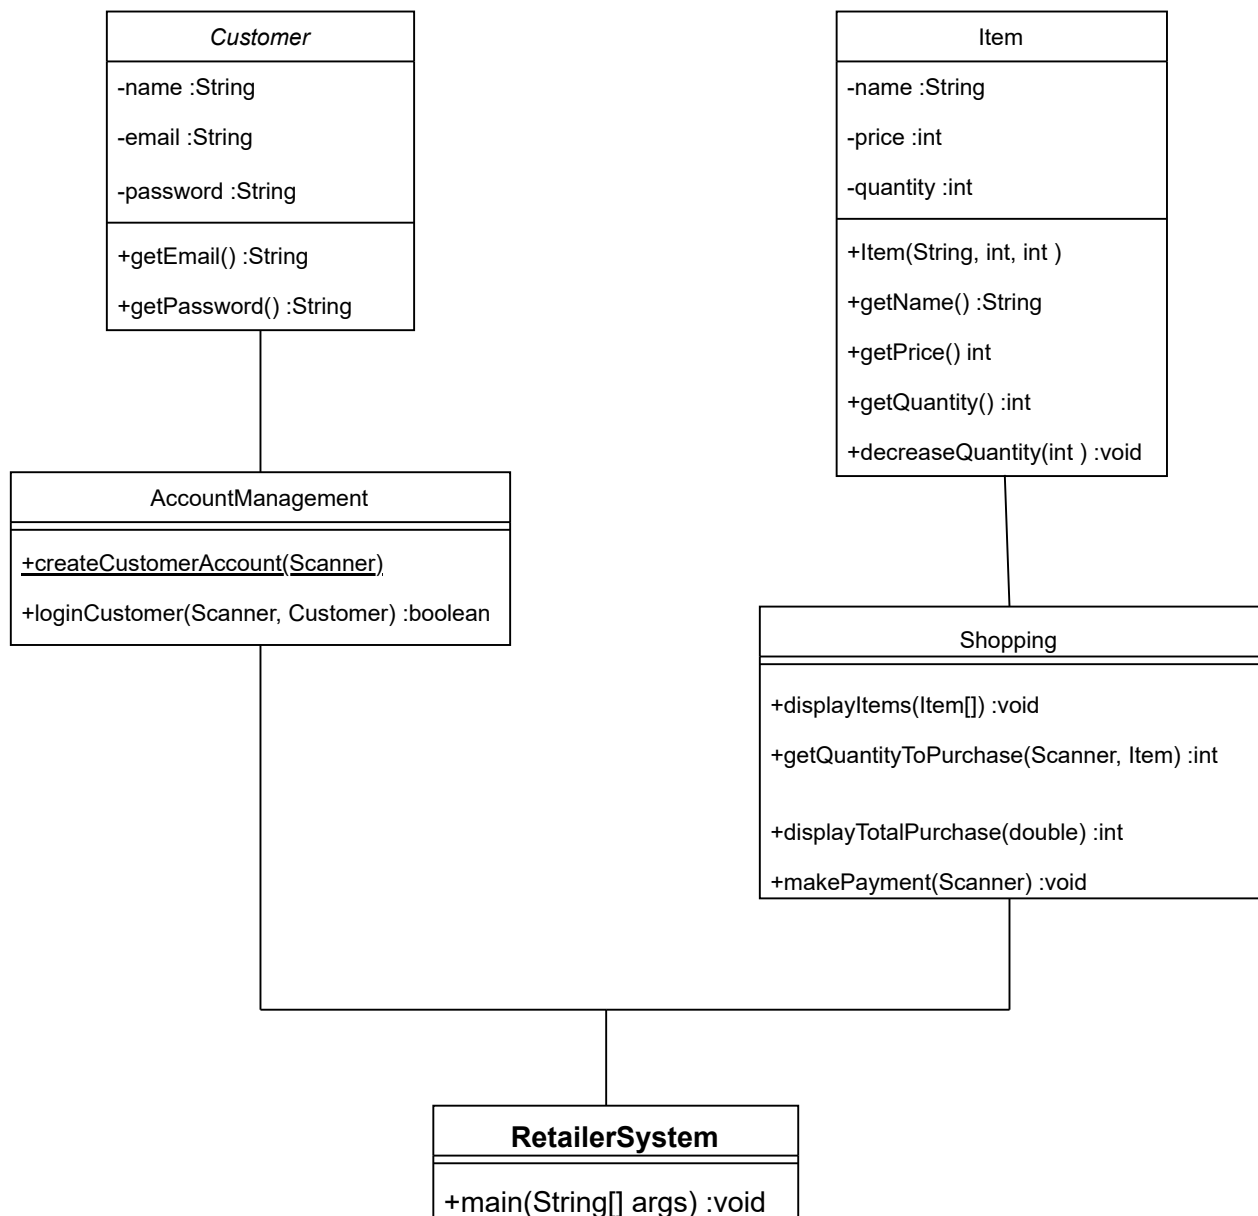 Customer
-name :String
-email :String
-password :String
+getEmail() :String
+getPassword() :String
Item
-name :String
-price :int
-quantity :int
+Item(String, int, int )
+getName() :String
+getPrice() int
+getQuantity() :int
+decreaseQuantity(int ) :void
AccountManagement
+createCustomerAccount(Scanner)
+loginCustomer(Scanner, Customer) :boolean
Shopping
+displayItems(Item[]) :void
+getQuantityToPurchase(Scanner, Item) :int
+displayTotalPurchase(double) :int
+makePayment(Scanner) :void
RetailerSystem
+main(String[] args) :void